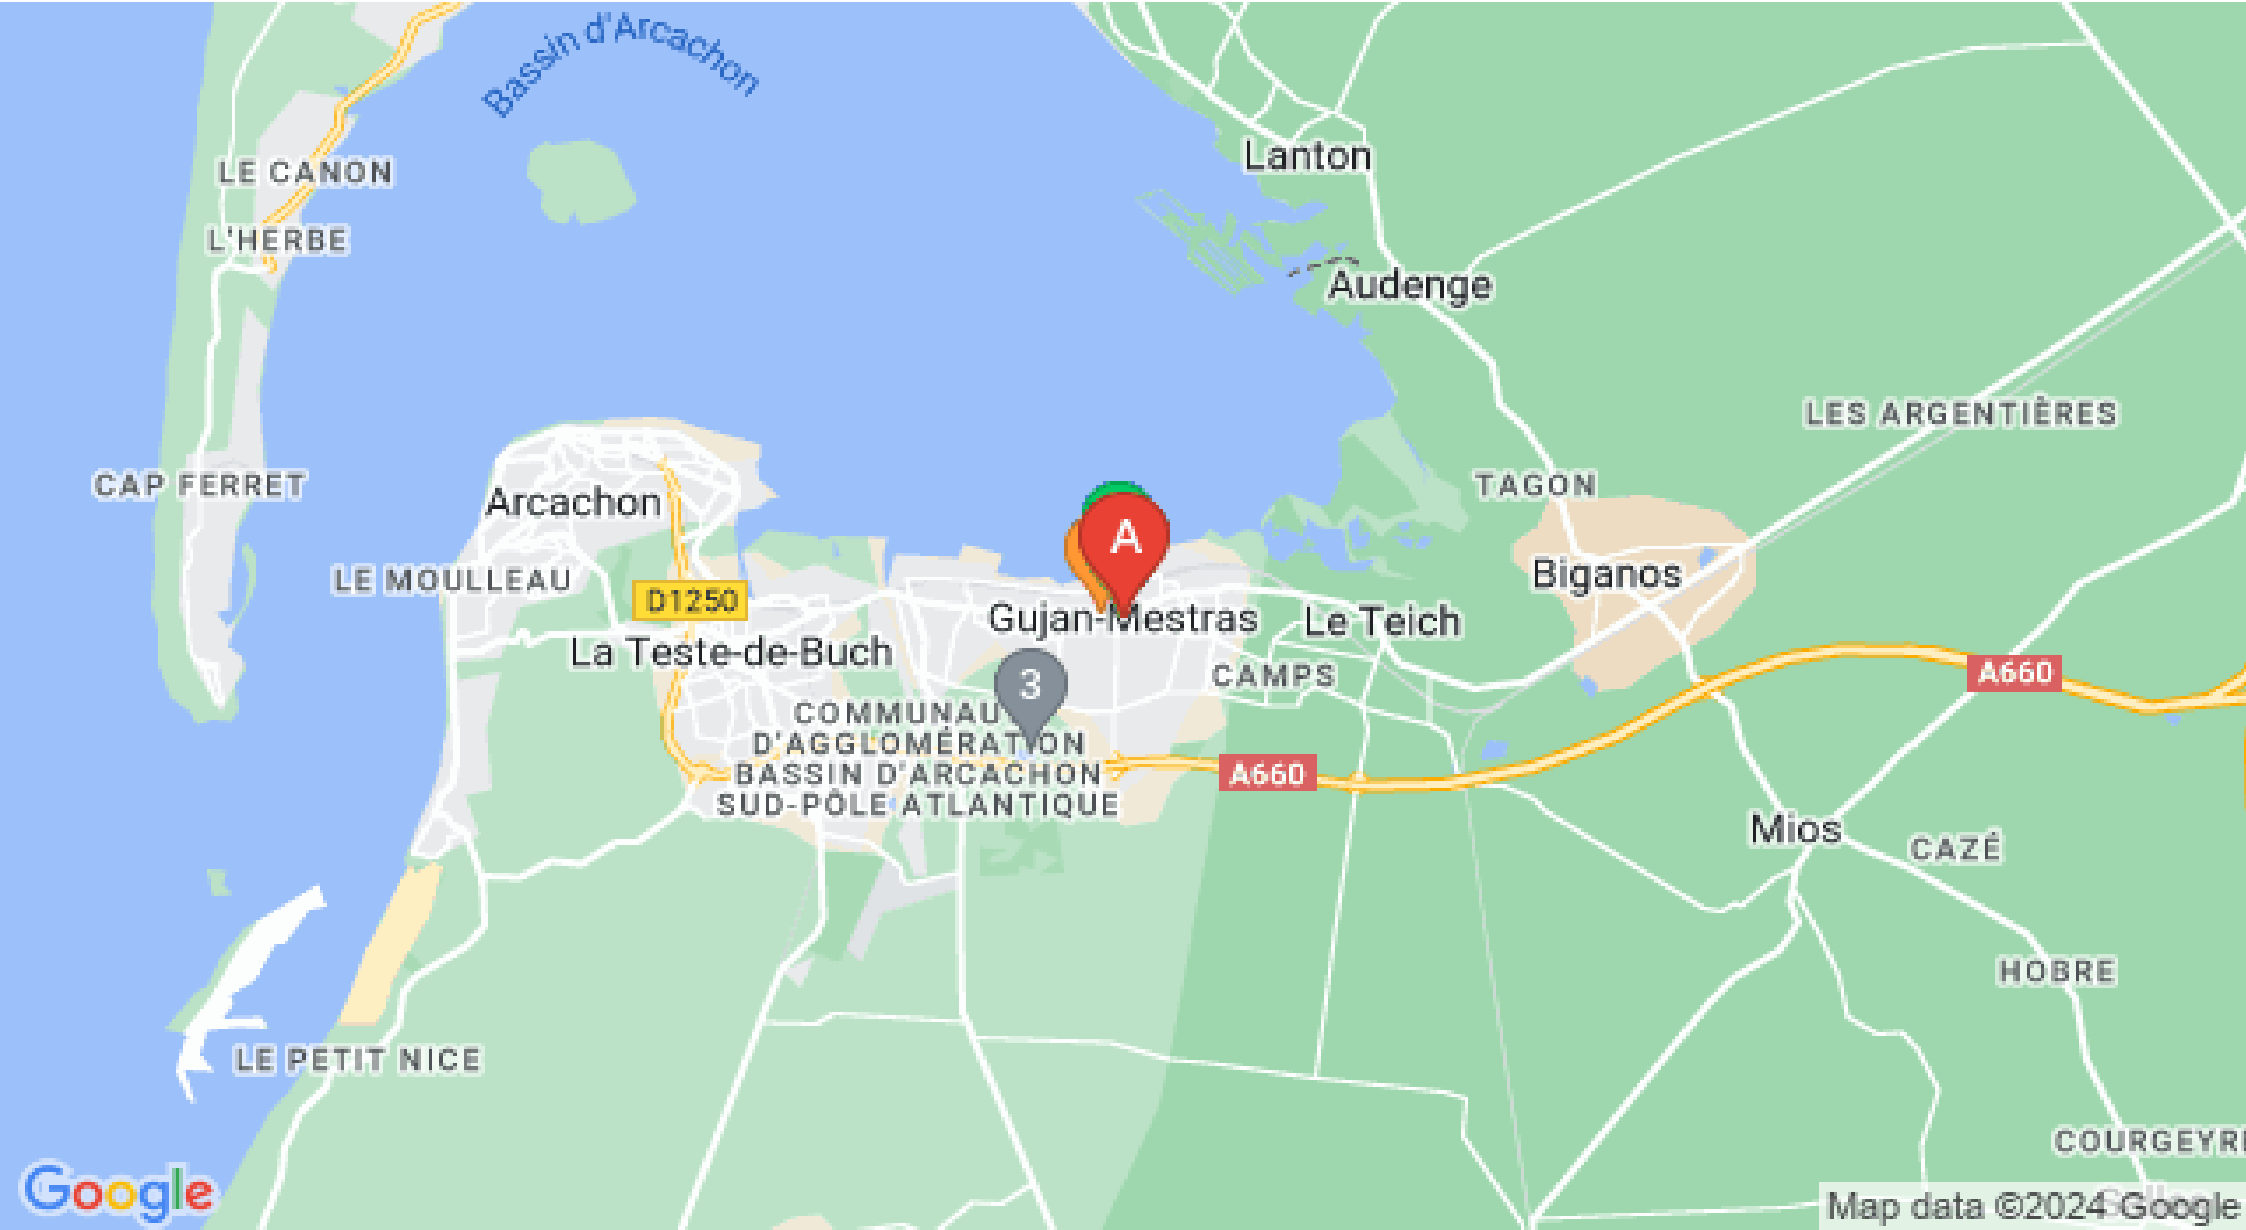 Bassin d'Arcachon
Lanton
LE CANON
L'HERBE
Audenge
LES ARGENTIÈRES
CAP FERRET
TAGON
Arcachon
A
Biganos
LE MOULLEAU
D1250
Gujan-Mestras
Le Teich
La Teste-de-Buch
CAMPS
A660
3
COMMUNAU
D'AGGLOMÉRATION
BASSIN D'ARCACHON
SUD-PÔLE ATLANTIQUE
A660
Mios
CAZÉ
HOBRE
LE PETIT NICE
COURGEYR
Google
Map data ©2024 Google